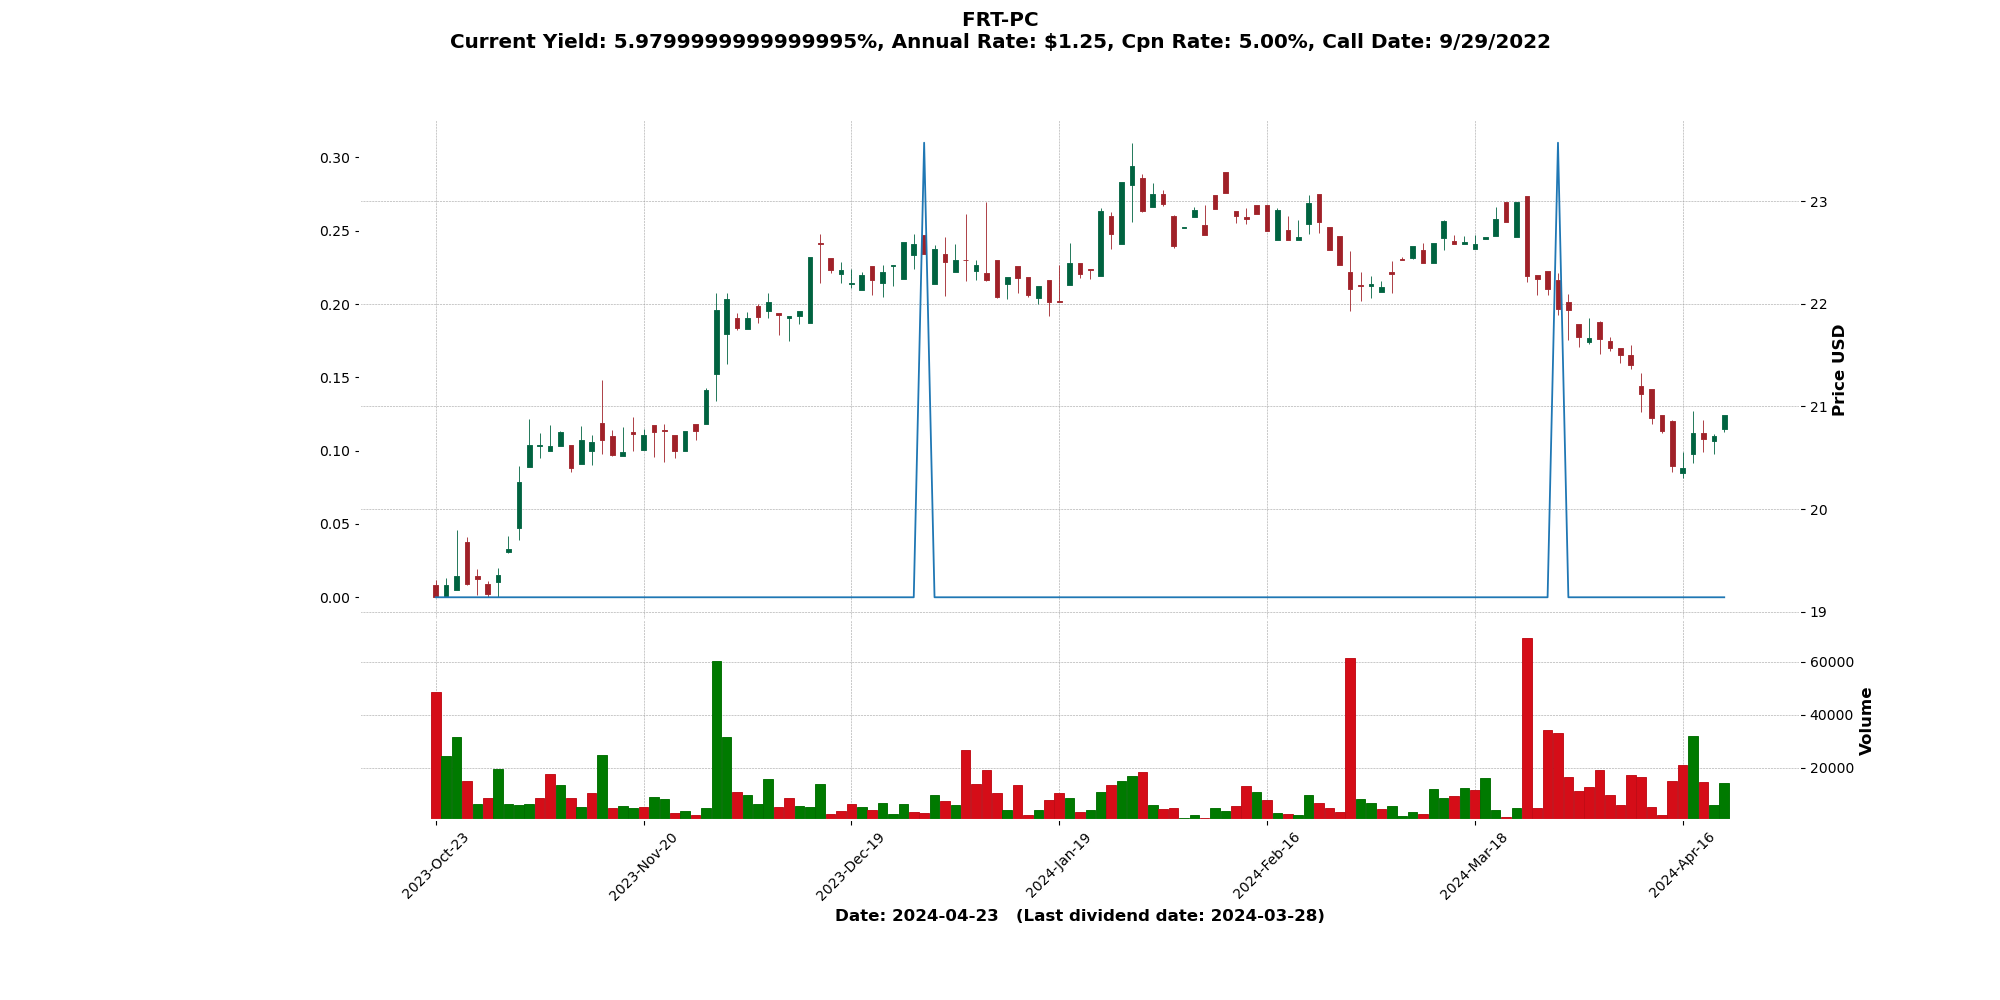 FRT-PC
Current Yield: 5.9799999999999995%, Annual Rate: $1.25, Cpn Rate: 5.00%, Call Date: 9/29/2022
0.30
0.25
0.20
0.15
0.10
0.05
0.00
23
22
21
20
19
Price USD
60000
40000
20000
Volume
2023-Oct-23
2023-Nov-20
2023-Dec-19
2024-Jan-19
2024-Feb-16
2024-Mar-18
2024-Apr-16
Date: 2024-04-23 (Last dividend date: 2024-03-28)